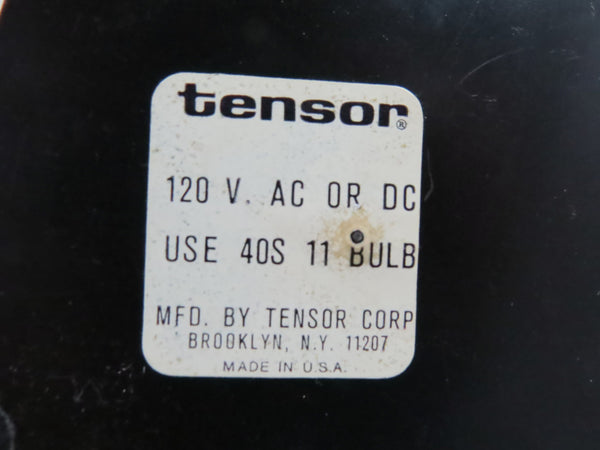 tensor®
120 V. AC OR DC
USE 40S 11 BULB
MFD. BY TENSOR CORP
BROOKLYN, N.Y. 11207
MADE IN U.S.A.